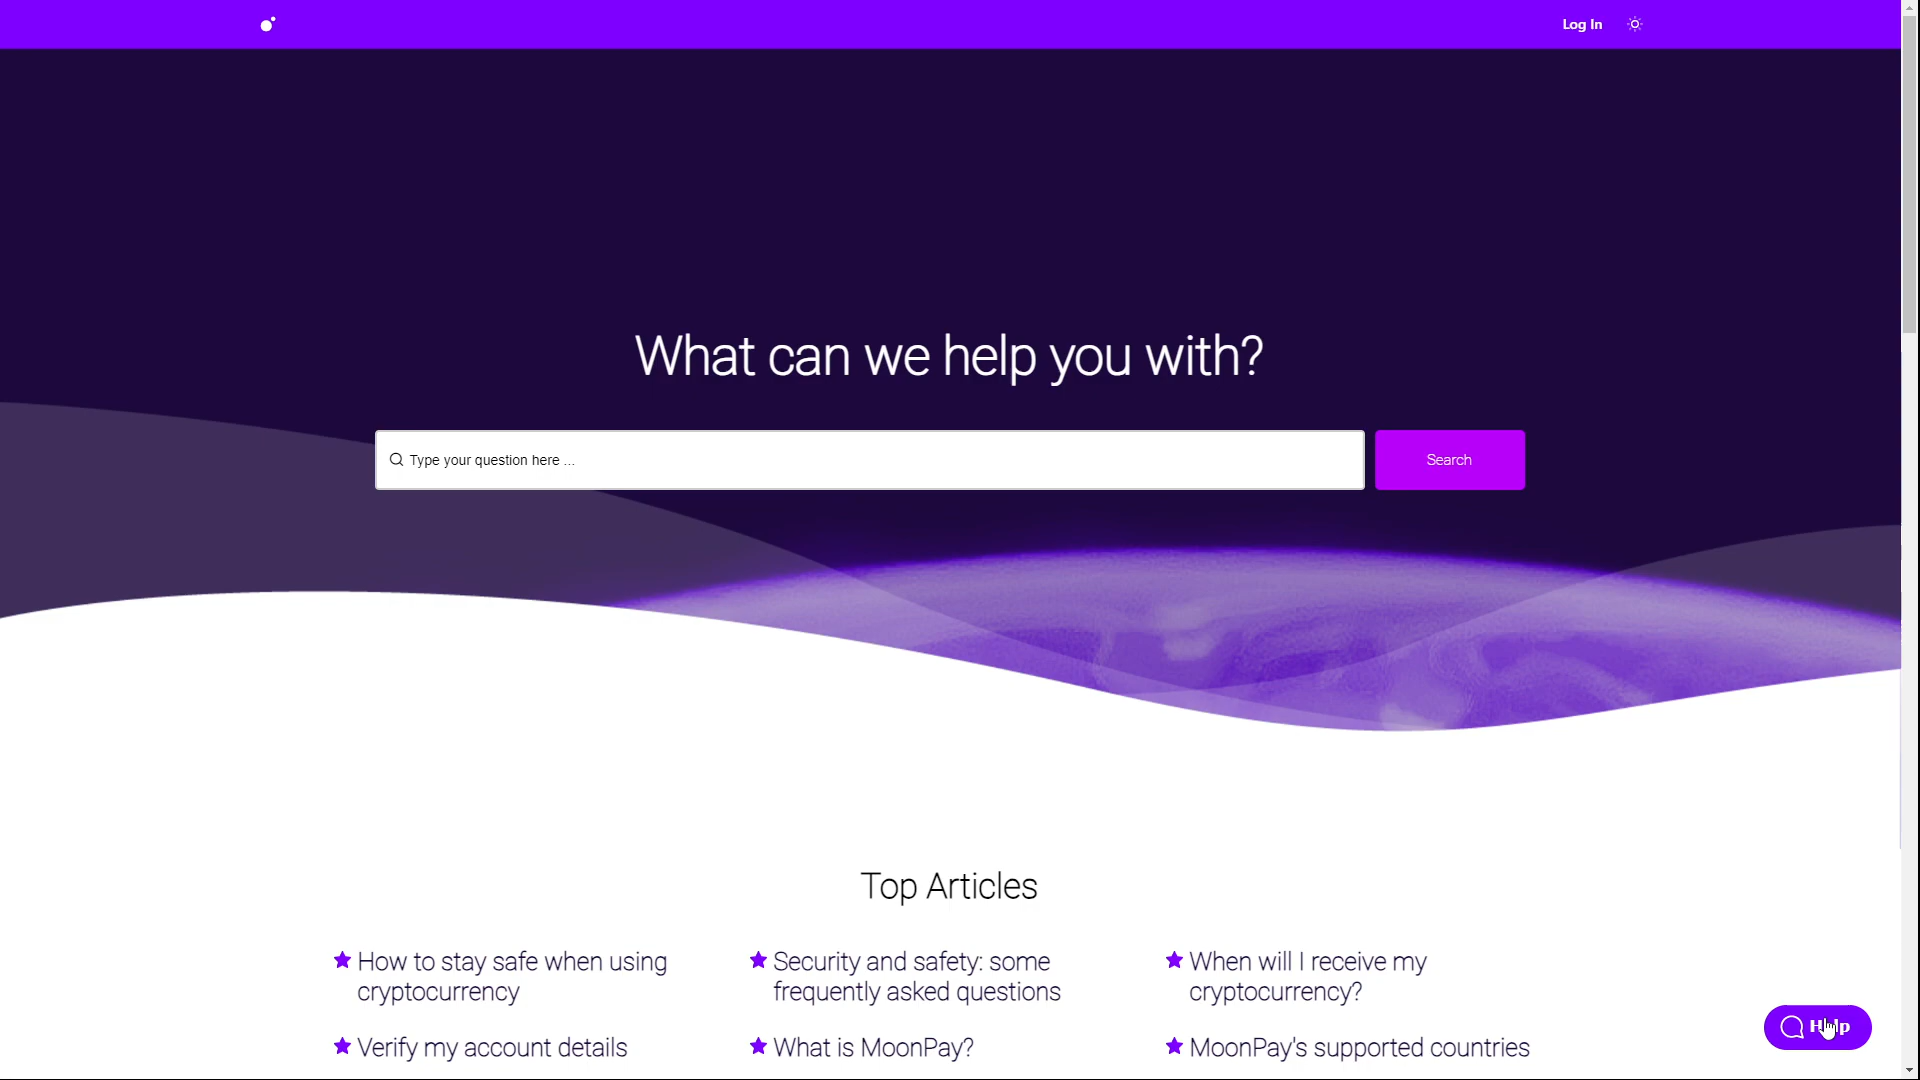 Log In
What can we help you with?
Type your question here ...
Search
Top Articles
How to stay safe when using
cryptocurrency
Security and safety: some
frequently asked questions
When will I receive my
cryptocurrency?
Verify my account details
What is MoonPay?
MoonPay's supported countries
Help